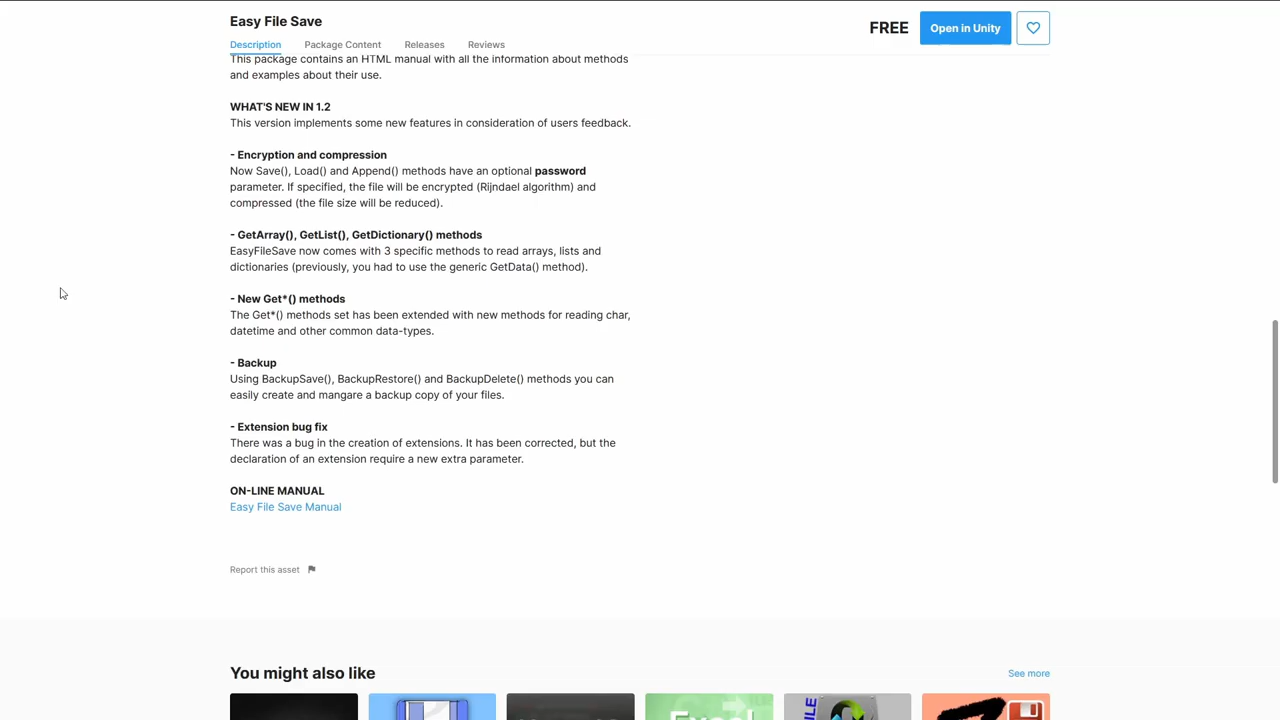 Easy File Save
FREE
Open in Unity
Description
Package Content
Releases
Reviews
This package contains an HTML manual with all the information about methods
and examples about their use.
WHAT'S NEW IN 1.2
This version implements some new features in consideration of users feedback.
- Encryption and compression
Now Save(), Load() and Append() methods have an optional password
parameter. If specified, the file will be encrypted (Rijndael algorithm) and
compressed (the file size will be reduced).
- GetArray(), GetList(), GetDictionary() methods
EasyFileSave now comes with 3 specific methods to read arrays, lists and
dictionaries (previously, you had to use the generic GetData() method).
- New Get*() methods
The Get*() methods set has been extended with new methods for reading char,
datetime and other common data-types.
- Backup
Using BackupSave(), BackupRestore() and BackupDelete() methods you can
easily create and mangare a backup copy of your files.
- Extension bug fix
There was a bug in the creation of extensions. It has been corrected, but the
declaration of an extension require a new extra parameter.
ON-LINE MANUAL
Easy File Save Manual
Report this asset
You might also like
See more